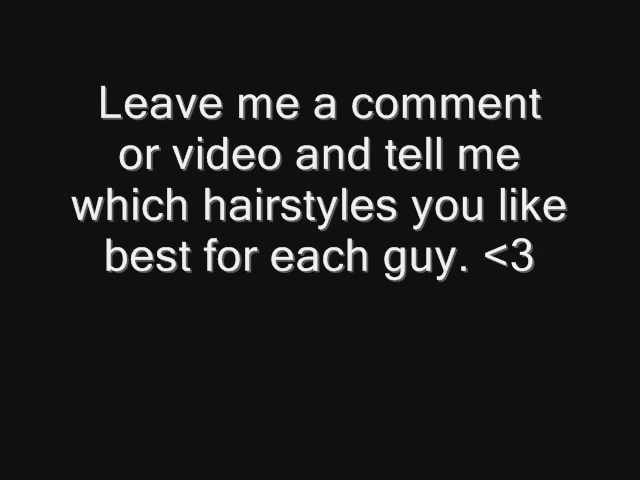 Leave me a comment
or video and tell me
which hairstyles you like
best for each guy. <3